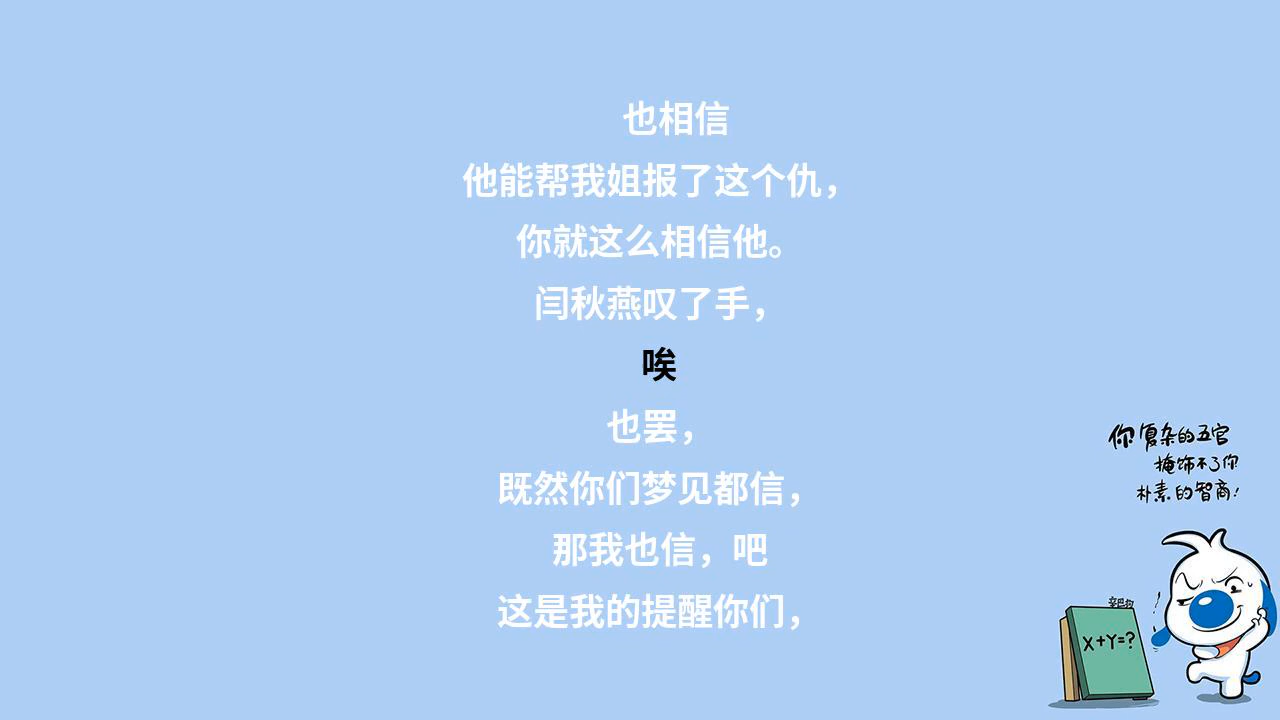 也相信
他能帮我姐报了这个仇，
你就这么相信他。
闫秋燕叹了手，
唉
也罢，
既然你们梦见都信，
那我也信，吧
这是我的提醒你们，
你复杂的五官
掩饰不了你
朴素的智商！
X+Y=?